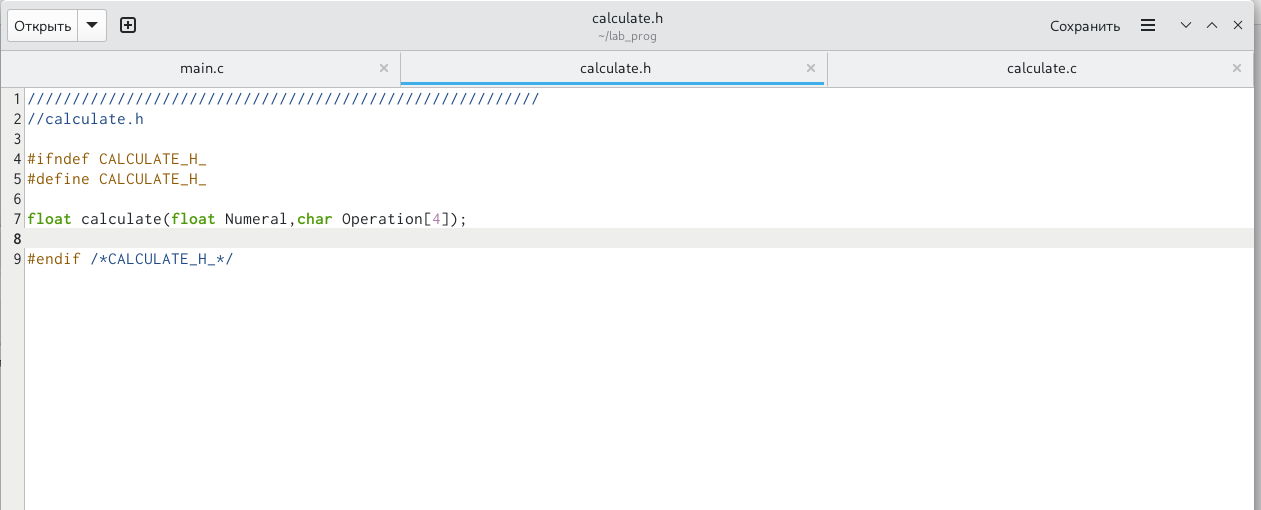 Открыть
calculate.h
~/lab_prog
Сохранить
main.c
calculate.h
calculate.c
1 /////////////////////////////////////////////////////////
2 //calculate.h
3
4 #ifndef CALCULATE_H_
5 #define CALCULATE_H_
6
7 float calculate(float Numeral,char Operation[4]);
8
9 #endif /*CALCULATE_H_*/